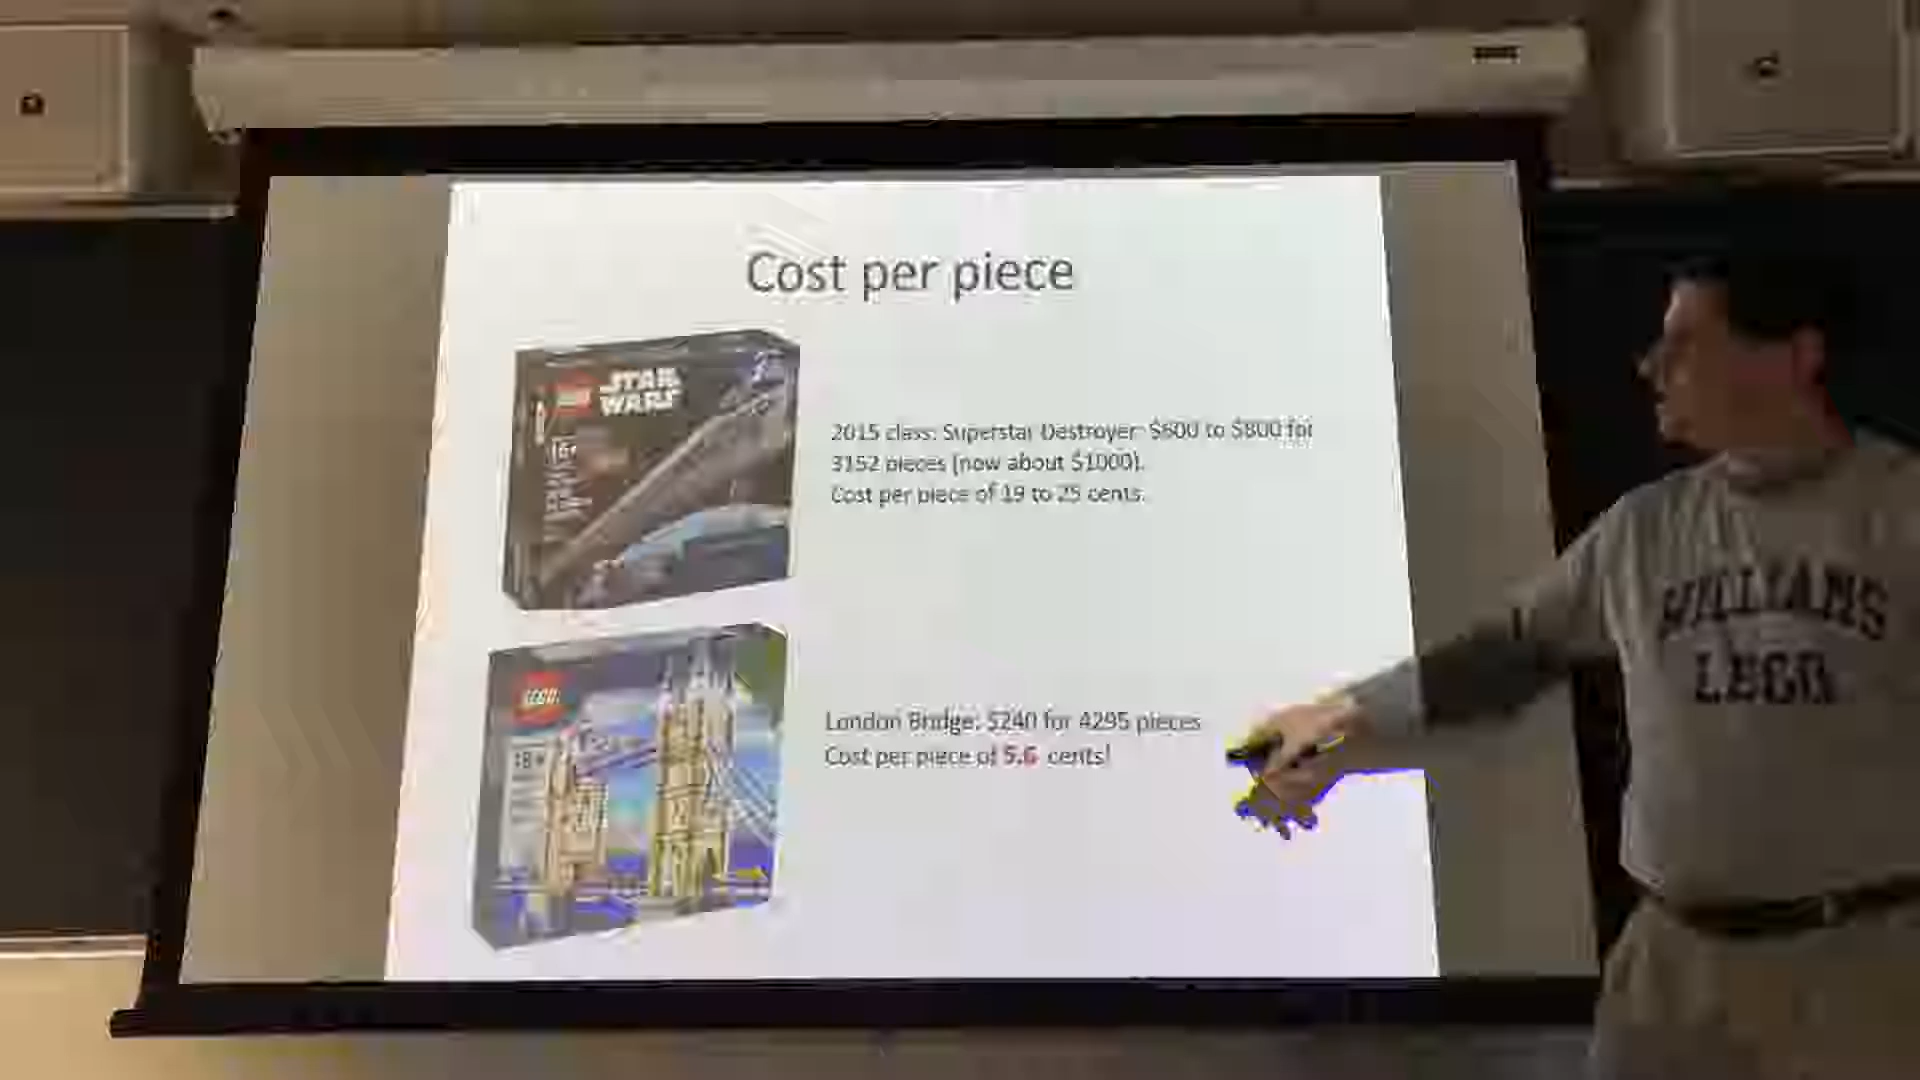 Cost per piece
STAR
WARS
2015 class: Superstar Destroyer: $600 to $800 for
3152 pieces (now about $1000).
Cost per piece of 19 to 25 cents.
LEGO
London Bridge: $240 for 4295 pieces
Cost per piece of 5.6 cents!
WILLIAMS
LEGO